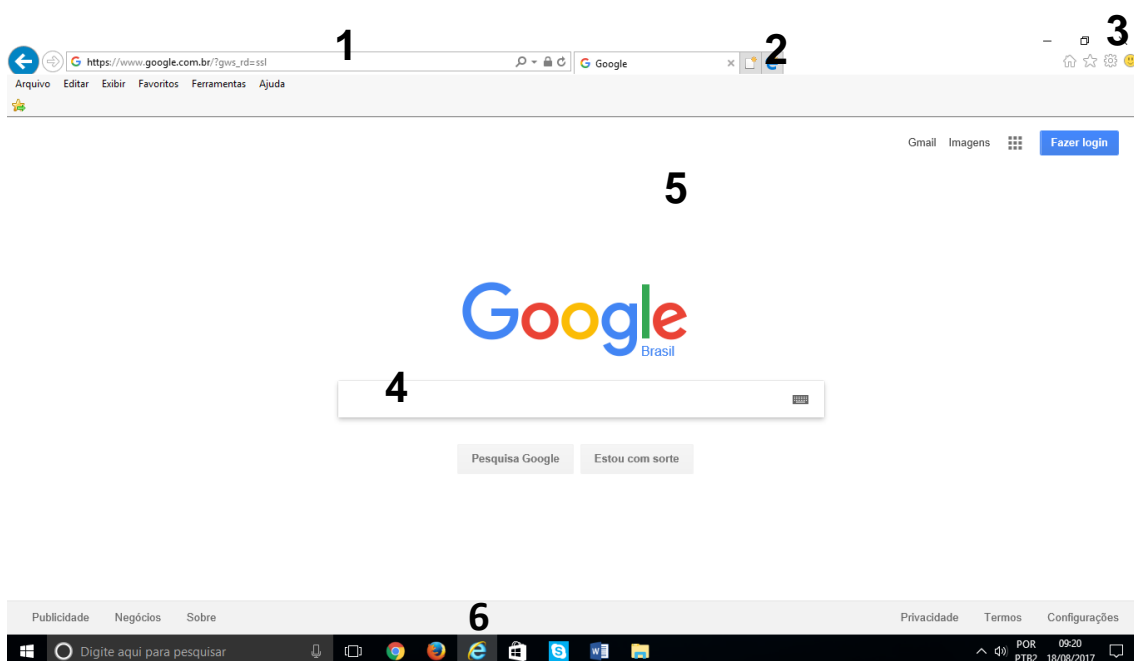 1
2
3
https://www.google.com.br/?gws_rd=ssl
Google
Arquivo Editar Exibir Favoritos Ferramentas Ajuda
Gmail Imagens Fazer login
5
Google
Brasil
4
Pesquisa Google Estou com sorte
Publicidade Negócios Sobre 6 Privacidade Termos Configurações
Digite aqui para pesquisar
POR 09:20
PTB2 18/08/2017